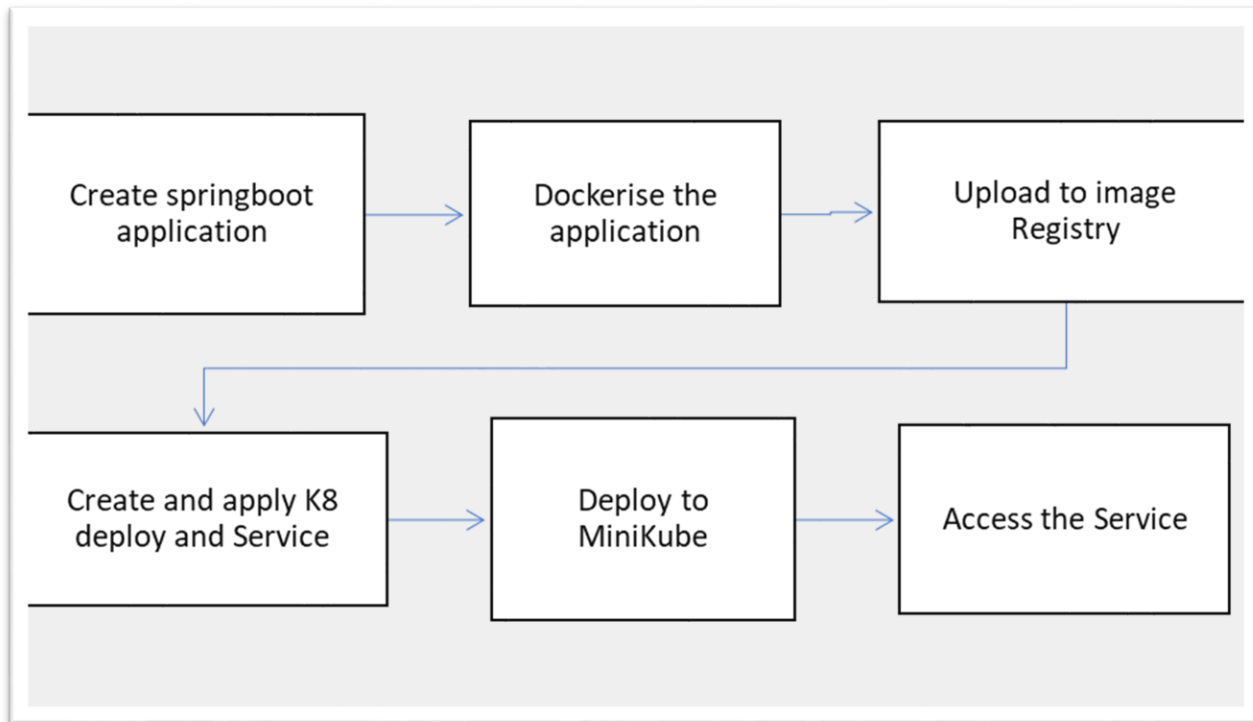 Create springboot
application
Dockerise the
application
Upload to image
Registry
Create and apply K8
deploy and Service
Deploy to
MiniKube
Access the Service